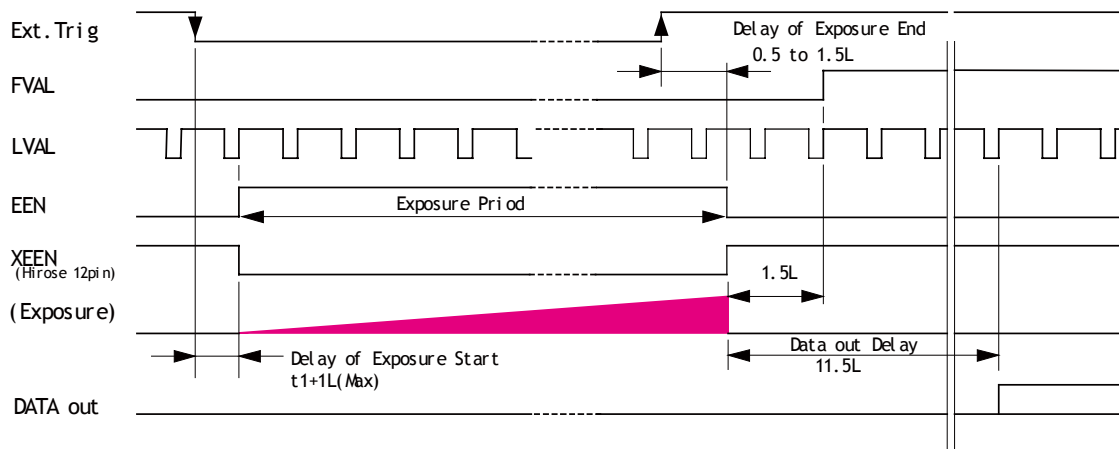 Ext.Trig
Delay of Exposure End
0.5 to 1.5L
FVAL
LVAL
EEN
Exposure Priod
XEEN
(Hirose 12pin)
1.5L
(Exposure)
Delay of Exposure Start
t1+1L(Max)
Data out Delay
11.5L
DATA out